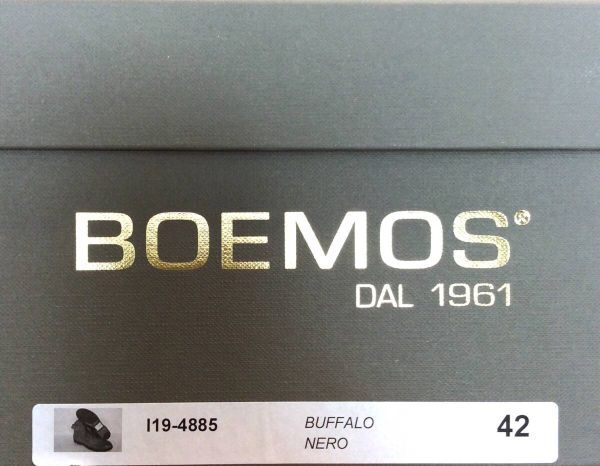 BOEMOS®
DAL 1961
I19-4885 BUFFALO 42
NERO